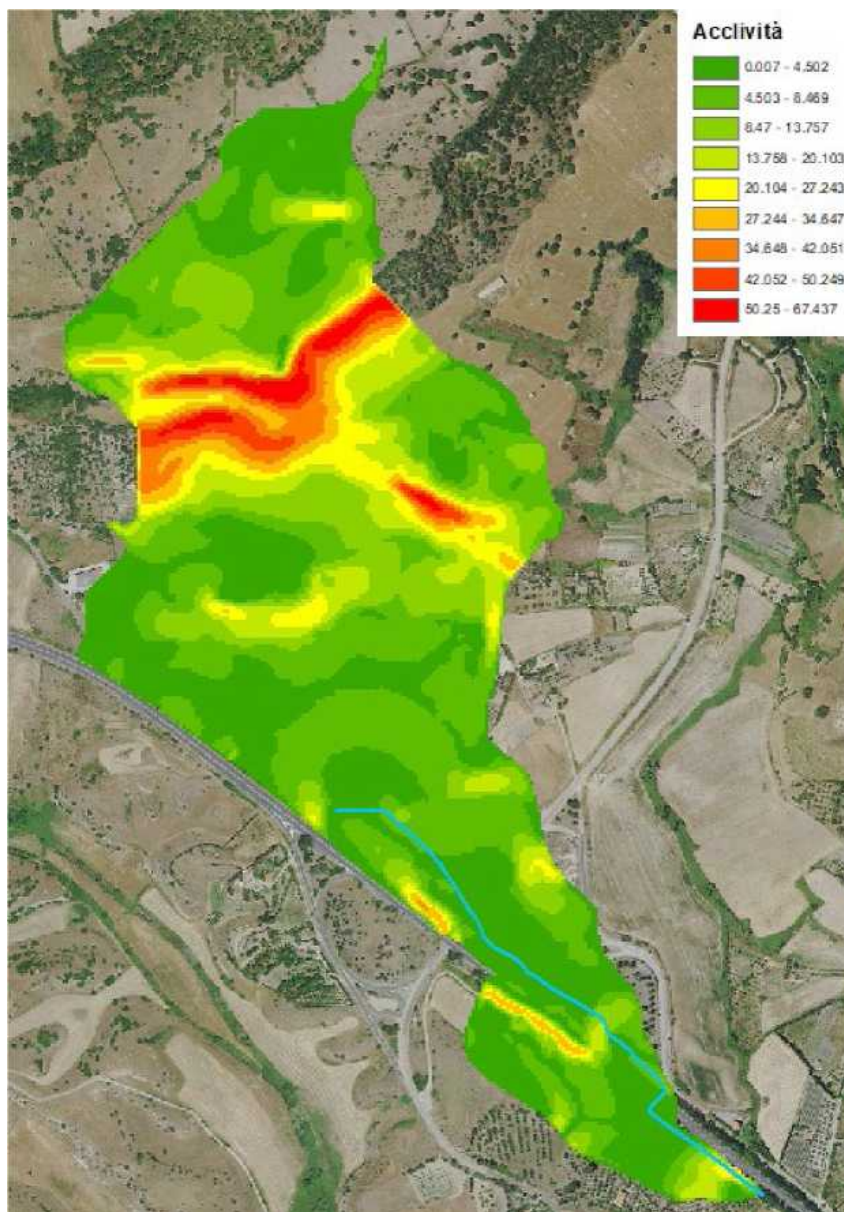 Acclività
0.007 - 4.502
4.503 - 8.469
8.47 - 13.757
13.758 - 20.103
20.104 - 27.243
27.244 - 34.647
34.648 - 42.051
42.052 - 50.249
50.25 - 67.437